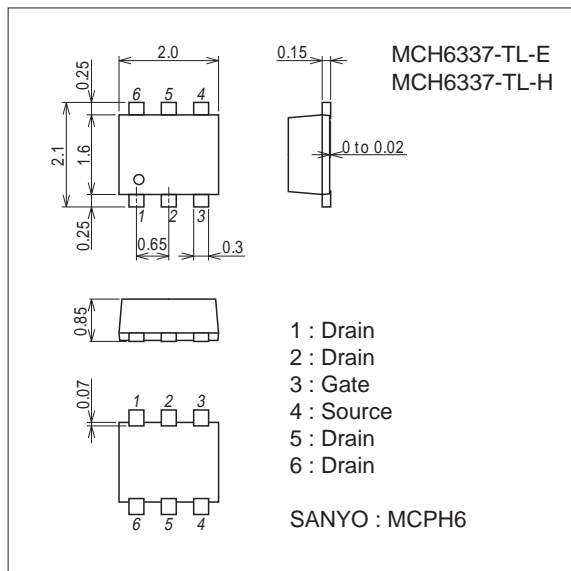 2.0
0.15
MCH6337-TL-E
MCH6337-TL-H
0.25
6 5 4
2.1
1.6
0 to 0.02
0.25
1 2 3
0.65
0.3
0.85
1 : Drain
2 : Drain
3 : Gate
4 : Source
5 : Drain
6 : Drain
0.07
1 2 3
6 5 4
SANYO : MCPH6